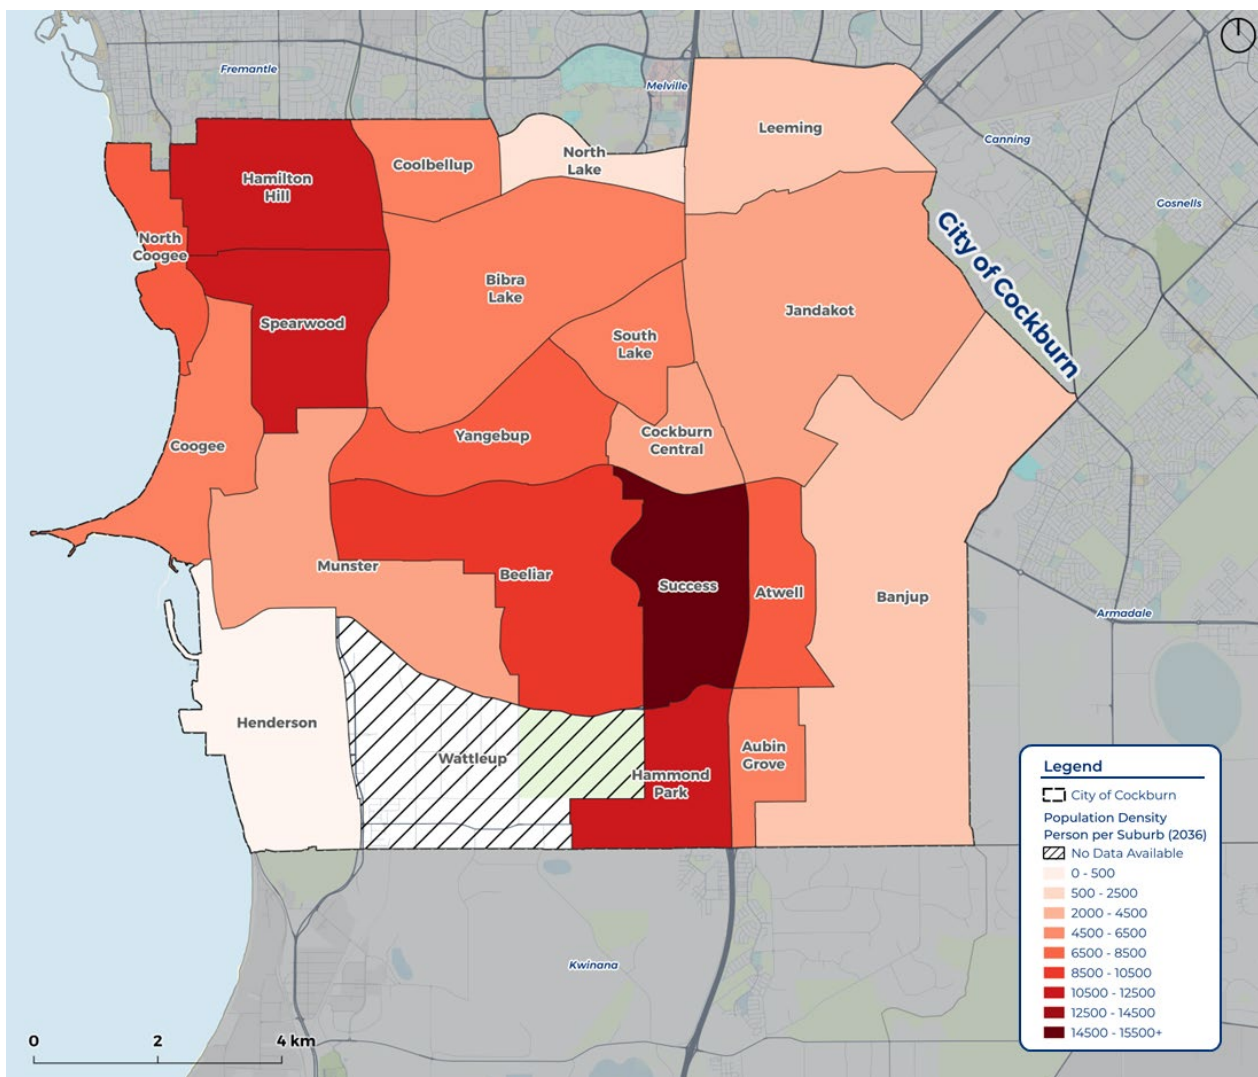 Fremantle
Melville
Leeming
Canning
Coolbellup
North
Lake
Hamilton
Hill
Gosnells
North
Coogee
City of Cockburn
Bibra
Lake
Jandakot
Spearwood
South
Lake
Coogee
Yangebup
Cockburn
Central
Munster
Beeliar
Success
Atwell
Banjup
Armadale
Henderson
Wattleup
Aubin
Grove
Hammond
Park
Kwinana
Legend
City of Cockburn
Population Density
Person per Suburb (2036)
No Data Available
0 - 500
500 - 2500
2000 - 4500
4500 - 6500
6500 - 8500
8500 - 10500
10500 - 12500
12500 - 14500
14500 - 15500+
0 2 4 km